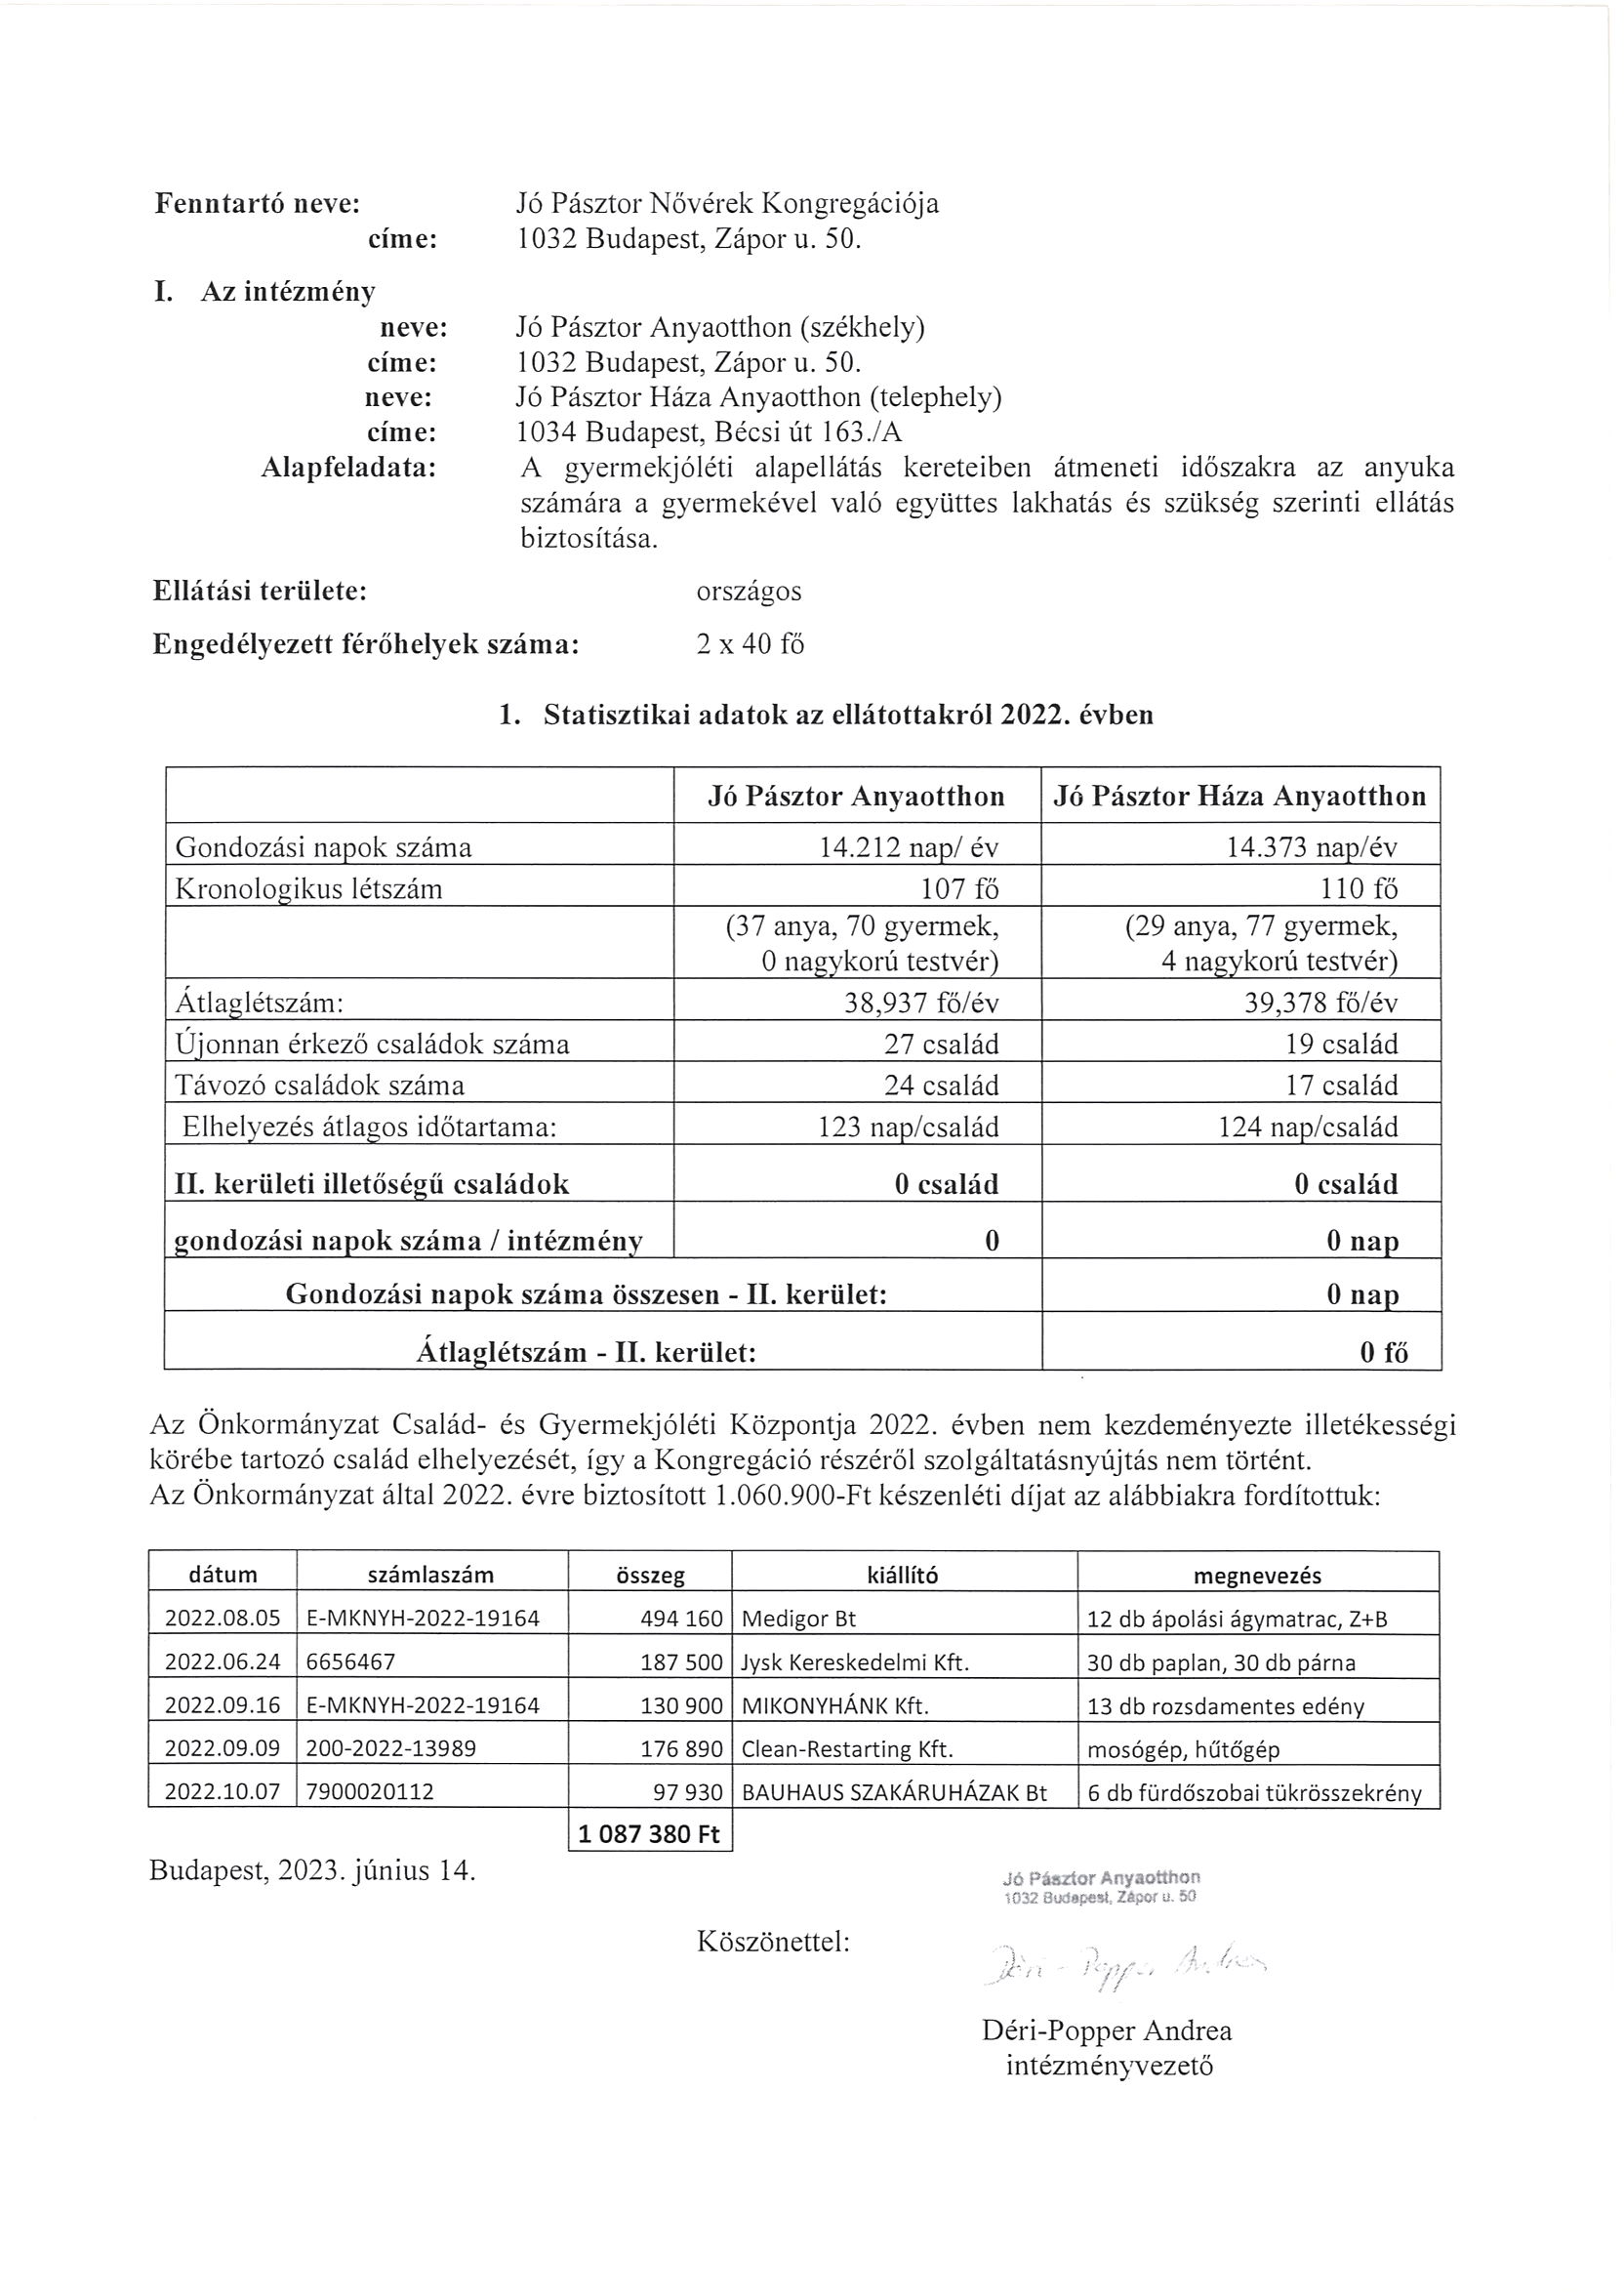 Fenntartó neve: Jó Pásztor Nővérek Kongregációja
címe: 1032 Budapest, Zápor u. 50.
I. Az intézmény
neve: Jó Pásztor Anyaotthon (székhely)
címe: 1032 Budapest, Zápor u. 50.
neve: Jó Pásztor Háza Anyaotthon (telephely)
címe: 1034 Budapest, Bécsi út 163./A
Alapfeladata: A gyermekjóléti alapellátás kereteiben átmeneti időszakra az anyuka
számára a gyermekével való együttes lakhatás és szükség szerinti ellátás
biztosítása.
Ellátási területe: országos
Engedélyezett férőhelyek száma: 2 x 40 fő
1. Statisztikai adatok az ellátottakról 2022. évben
Jó Pásztor Anyaotthon Jó Pásztor Háza Anyaotthon
Gondozási napok száma 14.212 nap/ év 14.373 nap/év
Kronologikus létszám 107 fő 110 fő
(37 anya, 70 gyermek, (29 anya, 77 gyermek,
0 nagykorú testvér) 4 nagykorú testvér)
Átlaglétszám: 38,937 fő/év 39,378 fő/év
Újonnan érkező családok száma 27 család 19 család
Távozó családok száma 24 család 17 család
Elhelyezés átlagos időtartama: 123 nap/család 124 nap/család
II. kerületi illetőségű családok 0 család 0 család
gondozási napok száma / intézmény 0 0 nap
Gondozási napok száma összesen - II. kerület: 0 nap
Átlaglétszám - II. kerület: 0 fő
Az Önkormányzat Család- és Gyermekjóléti Központja 2022. évben nem kezdeményezte illetékességi
körébe tartozó család elhelyezését, így a Kongregáció részéről szolgáltatásnyújtás nem történt.
Az Önkormányzat által 2022. évre biztosított 1.060.900-Ft készenléti díjat az alábbiakra fordítottuk:
dátum számlaszám összeg kiállító megnevezés
2022.08.05 E-MKNYH-2022-19164 494 160 Medigor Bt 12 db ápolási ágymatrac, Z+B
2022.06.24 6656467 187 500 Jysk Kereskedelmi Kft. 30 db paplan, 30 db párna
2022.09.16 E-MKNYH-2022-19164 130 900 MIKONYHÁNK Kft. 13 db rozsdamentes edény
2022.09.09 200-2022-13989 176 890 Clean-Restarting Kft. mosógép, hűtőgép
2022.10.07 7900020112 97 930 BAUHAUS SZAKÁRUHÁZAK Bt 6 db fürdőszobai tükrösszekrény
1 087 380 Ft
Budapest, 2023. június 14.
Jó Pásztor Anyaotthon
1032 Budapest, Zápor u. 50
Köszönettel:
Déri-Popper Andrea
Déri-Popper Andrea
intézményvezető